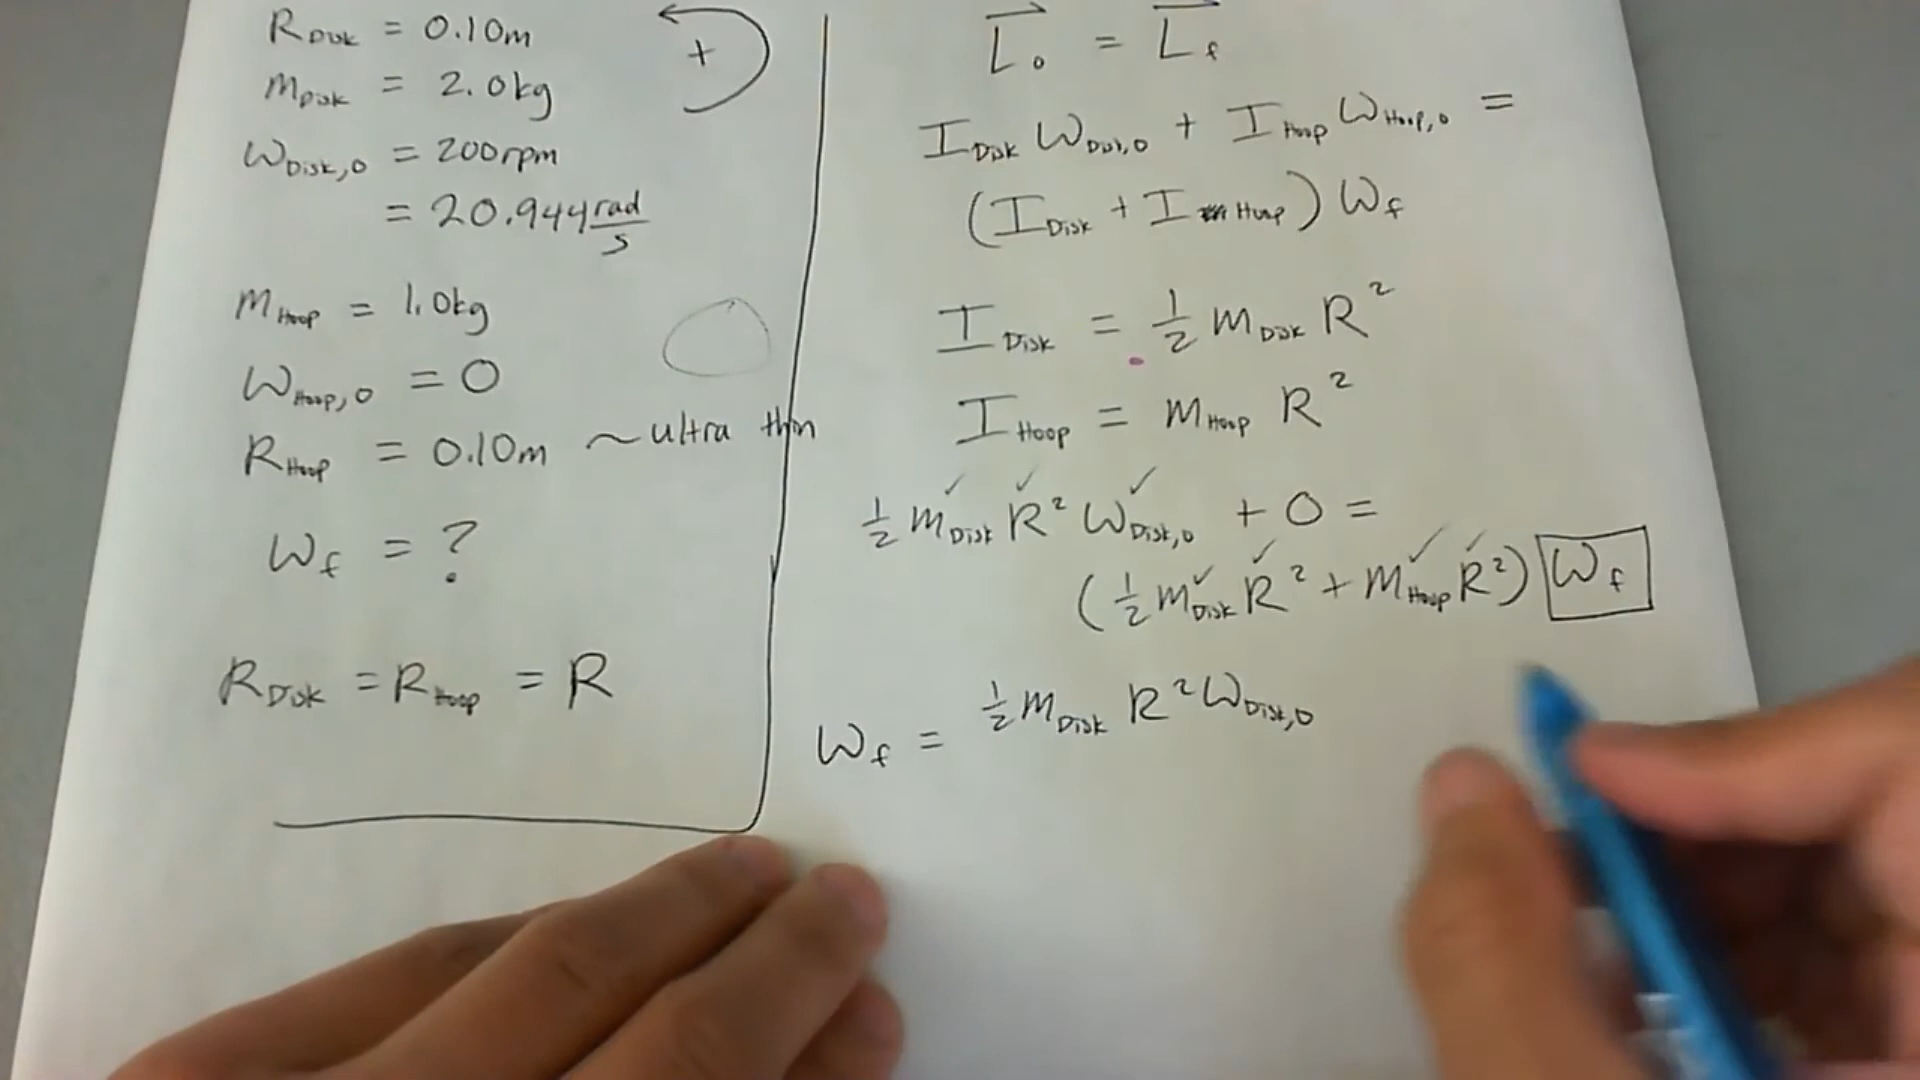 R_Disk = 0.10m
m_Disk = 2.0kg
+
ω_Disk,0 = 200rpm
= 20.944 rad/s
m_Hoop = 1.0kg
ω_Hoop,0 = 0
R_Hoop = 0.10m ~ultra thin
ω_f = ?
R_Disk = R_Hoop = R
L⃗_0 = L⃗_f
I_Disk ω_Disk,0 + I_Hoop ω_Hoop,0 =
(I_Disk + I_Hoop) ω_f
I_Disk = ½ m_Disk R²
I_Hoop = m_Hoop R²
½ m_Disk R² ω_Disk,0 + 0 =
(½ m_Disk R² + m_Hoop R²) ω_f
ω_f = ½ m_Disk R² ω_Disk,0